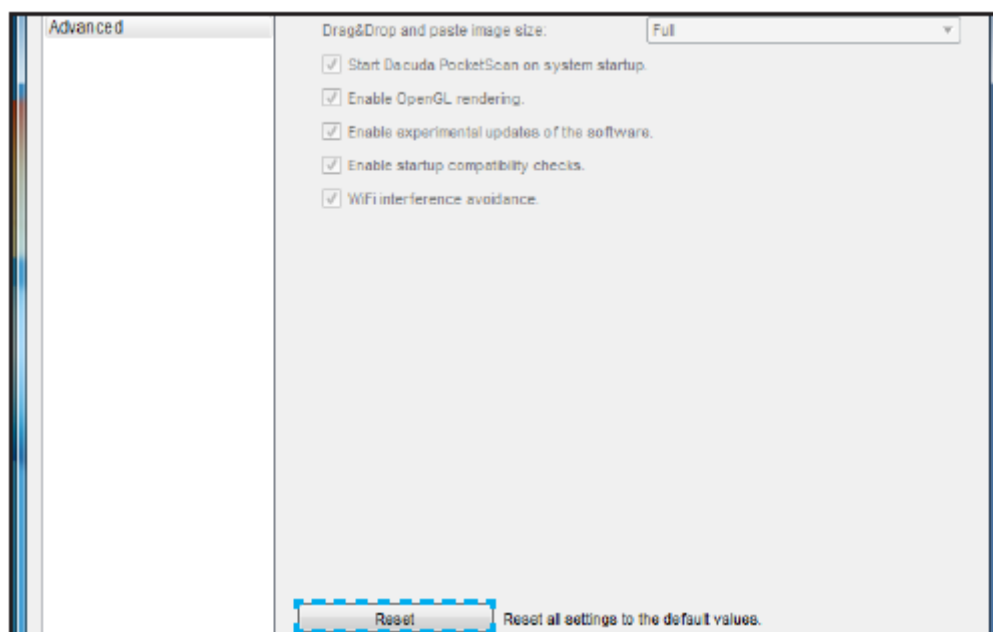 Advanced
Drag&Drop and paste image size: Full
Start Dacuda PocketScan on system startup.
Enable OpenGL rendering.
Enable experimental updates of the software.
Enable startup compatibility checks.
WiFi interference avoidance.
Reset Reset all settings to the default values.